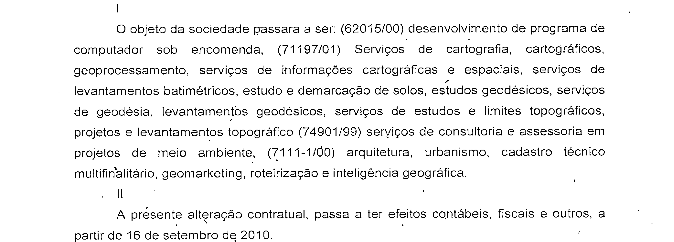 I
O objeto da sociedade passara a ser: (62015/00) desenvolvimento de programa de
computador sob encomenda, (71197/01) Serviços de cartografia, cartográficos,
geoprocessamento, serviços de informações cartográficas e espaciais, serviços de
levantamentos batimétricos, estudo e demarcação de solos, estudos geodésicos, serviços
de geodésia, levantamentos geodésicos, serviços de estudos e limites topográficos,
projetos e levantamentos topográfico (74901/99) serviços de consultoria e assessoria em
projetos de meio ambiente, (7111-1/00) arquitetura, urbanismo, cadastro técnico
multifinalitário, geomarketing, roteirização e inteligência geográfica.
II
A presente alteração contratual, passa a ter efeitos contábeis, fiscais e outros, a
partir de 16 de setembro de 2010.